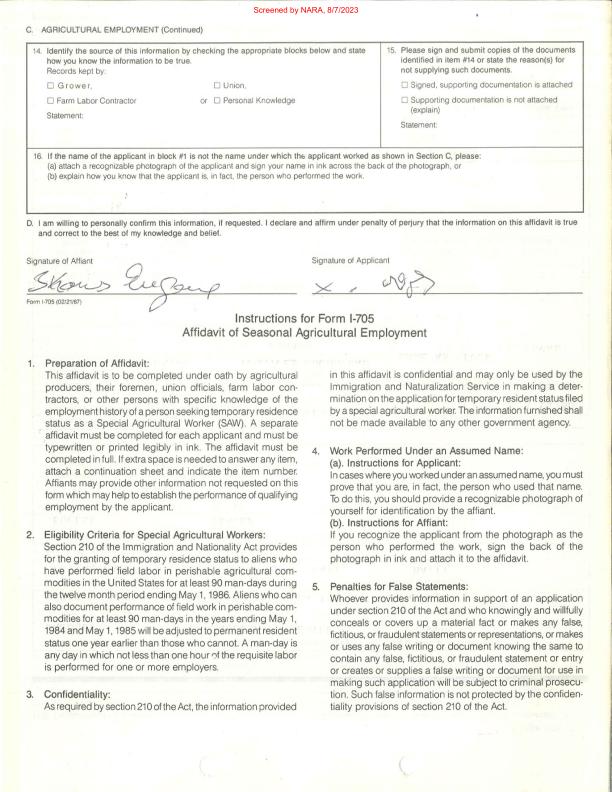 Screened by NARA, 8/7/2023
C. AGRICULTURAL EMPLOYMENT (Continued)
14. Identify the source of this information by checking the appropriate blocks below and state
how you know the information to be true.
Records kept by:
☐ Grower, ☐ Union,
☐ Farm Labor Contractor or ☐ Personal Knowledge
Statement:
15. Please sign and submit copies of the documents
identified in item #14 or state the reason(s) for
not supplying such documents.
☐ Signed, supporting documentation is attached
☐ Supporting documentation is not attached
(explain)
Statement:
16. If the name of the applicant in block #1 is not the name under which the applicant worked as shown in Section C, please:
(a) attach a recognizable photograph of the applicant and sign your name in ink across the back of the photograph, or
(b) explain how you know that the applicant is, in fact, the person who performed the work.
D. I am willing to personally confirm this information, if requested. I declare and affirm under penalty of perjury that the information on this affidavit is true
and correct to the best of my knowledge and belief.
Signature of Affiant
Signature of Applicant
x
Form I-705 (02/21/87)
Instructions for Form I-705
Affidavit of Seasonal Agricultural Employment
1. Preparation of Affidavit:
This affidavit is to be completed under oath by agricultural
producers, their foremen, union officials, farm labor con-
tractors, or other persons with specific knowledge of the
employment history of a person seeking temporary residence
status as a Special Agricultural Worker (SAW). A separate
affidavit must be completed for each applicant and must be
typewritten or printed legibly in ink. The affidavit must be
completed in full. If extra space is needed to answer any item,
attach a continuation sheet and indicate the item number.
Affiants may provide other information not requested on this
form which may help to establish the performance of qualifying
employment by the applicant.
2. Eligibility Criteria for Special Agricultural Workers:
Section 210 of the Immigration and Nationality Act provides
for the granting of temporary residence status to aliens who
have performed field labor in perishable agricultural com-
modities in the United States for at least 90 man-days during
the twelve month period ending May 1, 1986. Aliens who can
also document performance of field work in perishable com-
modities for at least 90 man-days in the years ending May 1,
1984 and May 1, 1985 will be adjusted to permanent resident
status one year earlier than those who cannot. A man-day is
any day in which not less than one hour of the requisite labor
is performed for one or more employers.
3. Confidentiality:
As required by section 210 of the Act, the information provided
in this affidavit is confidential and may only be used by the
Immigration and Naturalization Service in making a deter-
mination on the application for temporary resident status filed
by a special agricultural worker. The information furnished shall
not be made available to any other government agency.
4. Work Performed Under an Assumed Name:
(a). Instructions for Applicant:
In cases where you worked under an assumed name, you must
prove that you are, in fact, the person who used that name.
To do this, you should provide a recognizable photograph of
yourself for identification by the affiant.
(b). Instructions for Affiant:
If you recognize the applicant from the photograph as the
person who performed the work, sign the back of the
photograph in ink and attach it to the affidavit.
5. Penalties for False Statements:
Whoever provides information in support of an application
under section 210 of the Act and who knowingly and willfully
conceals or covers up a material fact or makes any false,
fictitious, or fraudulent statements or representations, or makes
or uses any false writing or document knowing the same to
contain any false, fictitious, or fraudulent statement or entry
or creates or supplies a false writing or document for use in
making such application will be subject to criminal prosecu-
tion. Such false information is not protected by the confiden-
tiality provisions of section 210 of the Act.